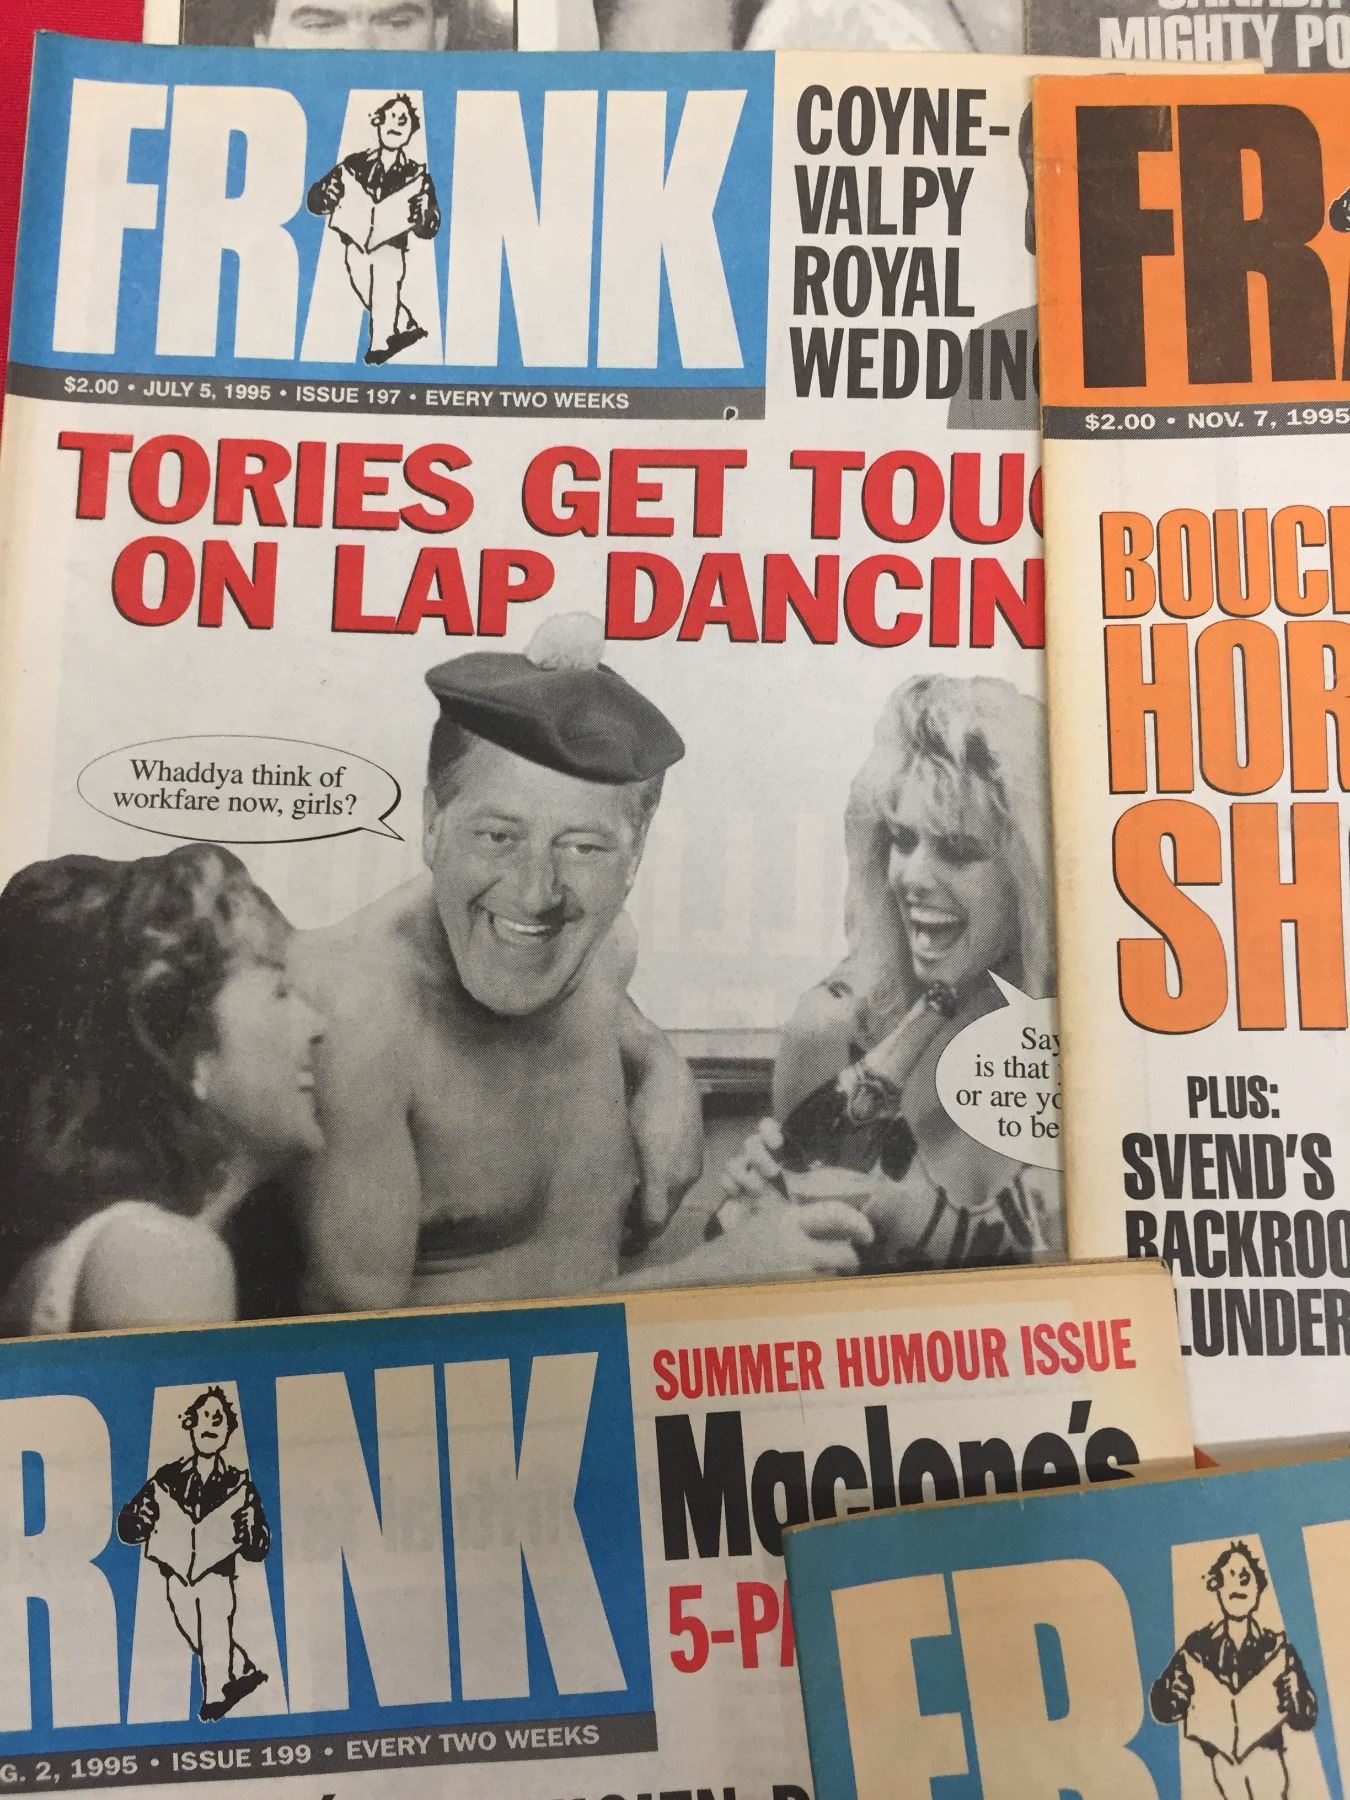 MIGHTY PO
FRANK
$2.00 • JULY 5, 1995 • ISSUE 197 • EVERY TWO WEEKS
COYNE-
VALPY
ROYAL
WEDDIN
TORIES GET TOU
ON LAP DANCIN
Whaddya think of
workfare now, girls?
Say
is that
or are yo
to be
FR
$2.00 • NOV. 7, 1995
BOUC
HOR
SH
PLUS:
SVEND'S
BACKROO
LUNDER
RANK
G. 2, 1995 • ISSUE 199 • EVERY TWO WEEKS
SUMMER HUMOUR ISSUE
Maclone's
5-P
FRA